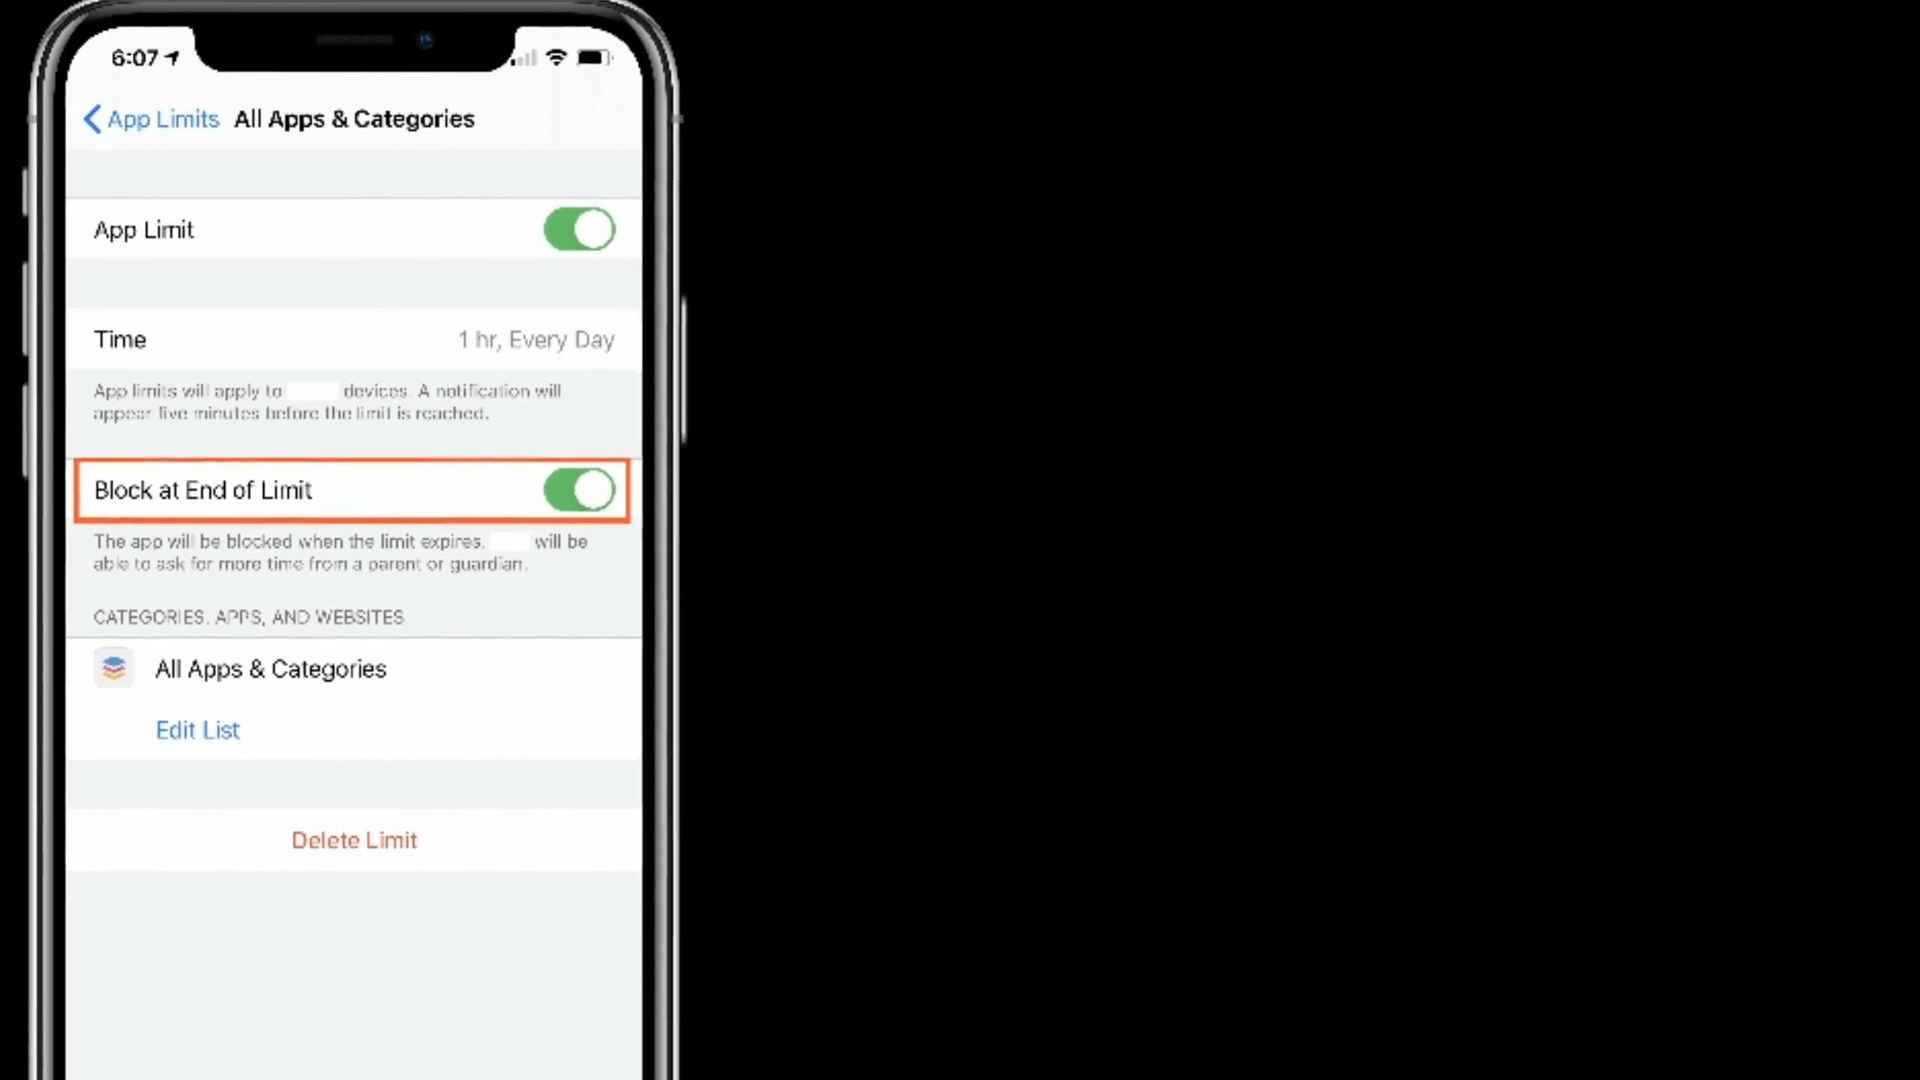 6:07
App Limits All Apps & Categories
App Limit
Time 1 hr, Every Day
App limits will apply to devices. A notification will
appear five minutes before the limit is reached.
Block at End of Limit
The app will be blocked when the limit expires. will be
able to ask for more time from a parent or guardian.
CATEGORIES, APPS, AND WEBSITES
All Apps & Categories
Edit List
Delete Limit